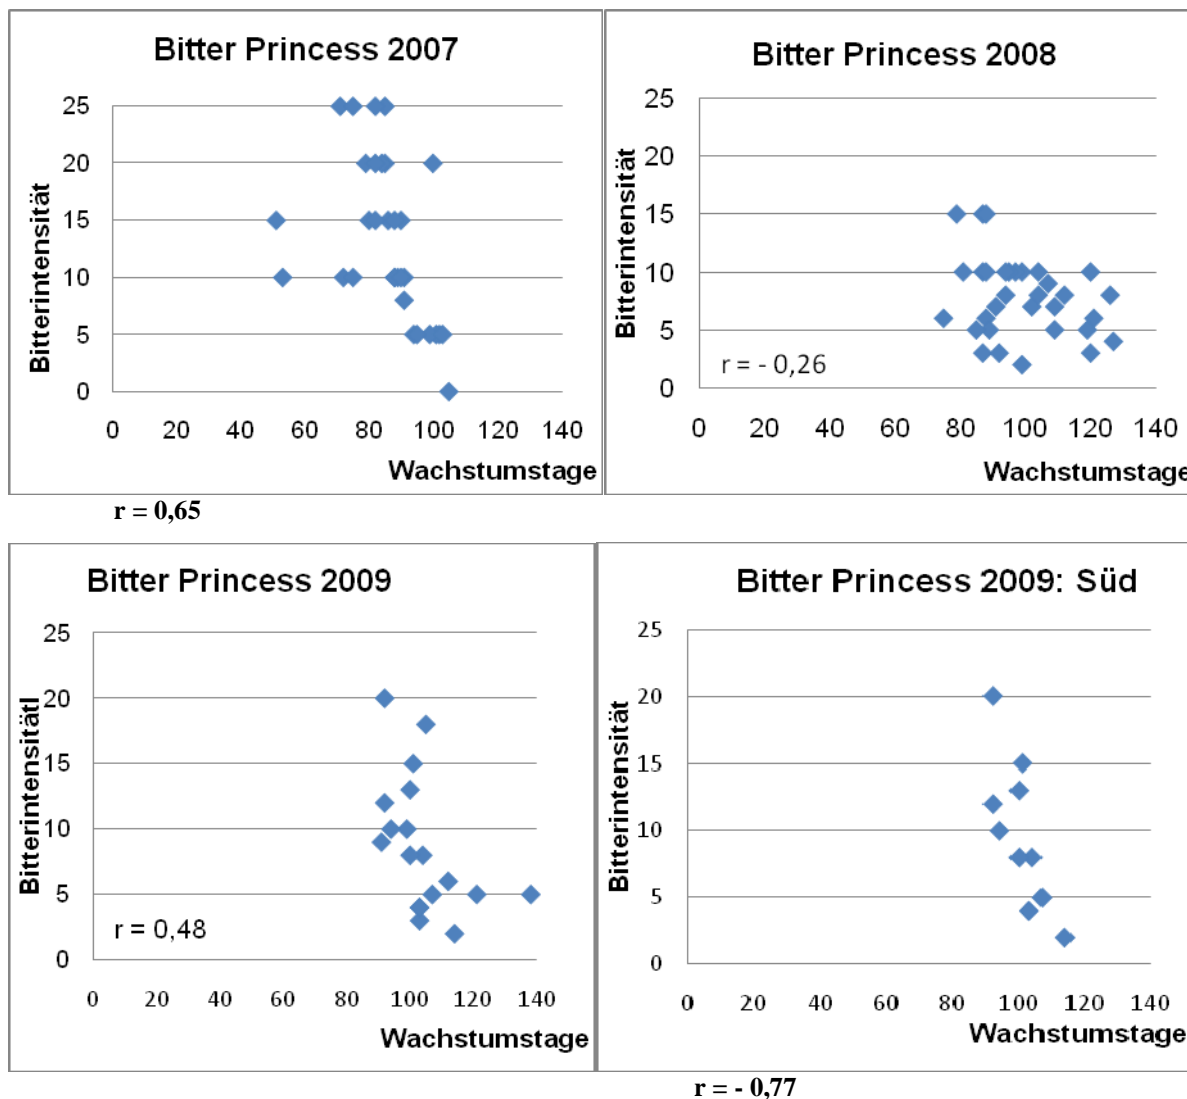 Bitter Princess 2007
Bitterintensität
25
20
15
10
5
0
0 20 40 60 80 100 120 140
Wachstumstage
r = 0,65
Bitter Princess 2008
Bitterintensität
25
20
15
10
5
0
r = - 0,26
0 20 40 60 80 100 120 140
Wachstumstage
Bitter Princess 2009
Bitterintensitätl
25
20
15
10
5
0
r = 0,48
0 20 40 60 80 100 120 140
Wachstumstage
Bitter Princess 2009: Süd
Bitterintensität
25
20
15
10
5
0
0 20 40 60 80 100 120 140
Wachstumstage
r = - 0,77